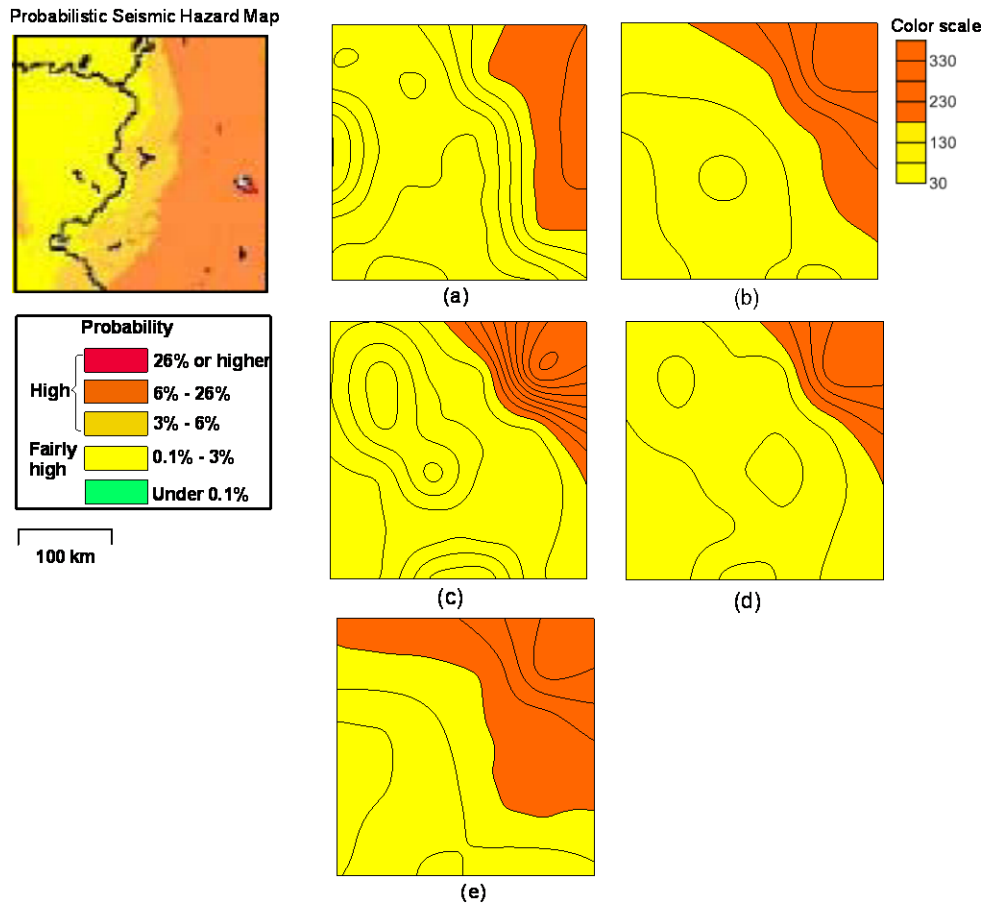 Probabilistic Seismic Hazard Map
Color scale
330
230
130
30
(a)
(b)
Probability
High
26% or higher
6% - 26%
3% - 6%
Fairly
high
0.1% - 3%
Under 0.1%
100 km
(c)
(d)
(e)